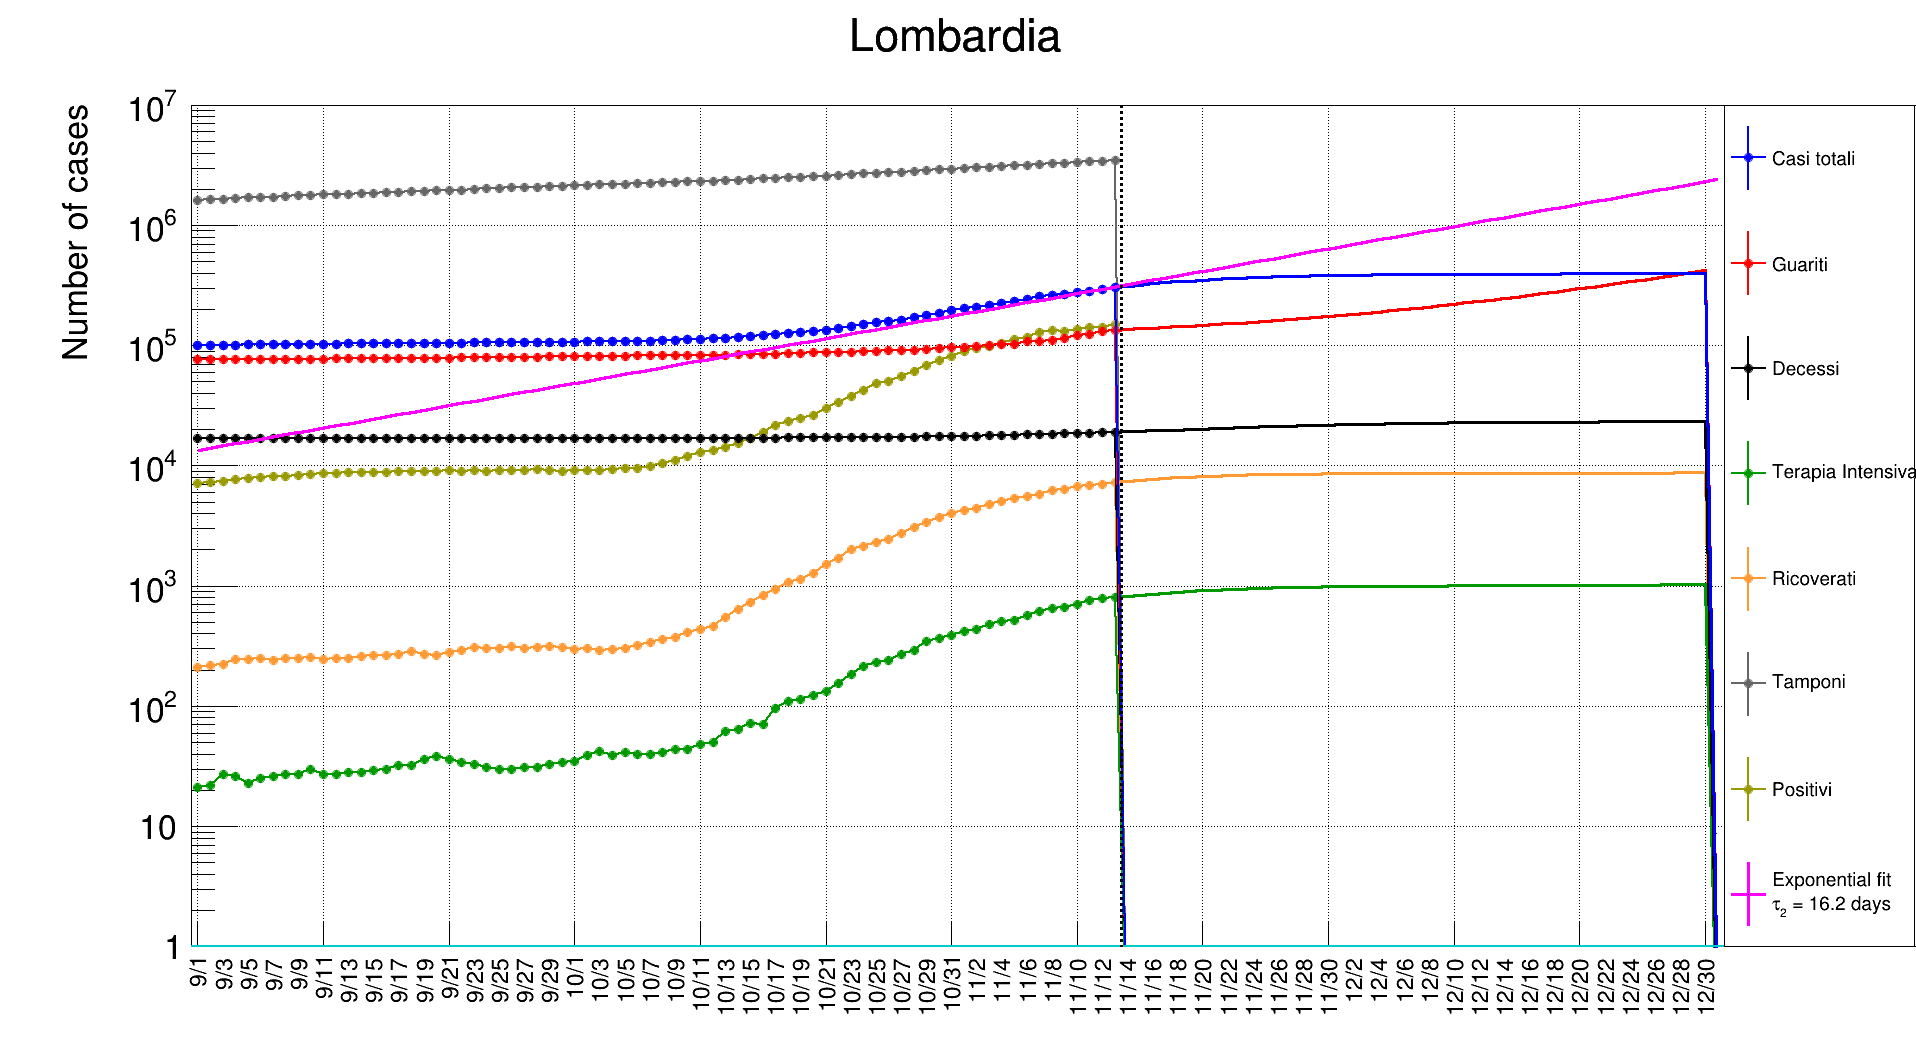 Lombardia
Number of cases
10^7
10^6
10^5
10^4
10^3
10^2
10
1
9/1 9/3 9/5 9/7 9/9 9/11 9/13 9/15 9/17 9/19 9/21 9/23 9/25 9/27 9/29 10/1 10/3 10/5 10/7 10/9 10/11 10/13 10/15 10/17 10/19 10/21 10/23 10/25 10/27 10/29 10/31 11/2 11/4 11/6 11/8 11/10 11/12 11/14 11/16 11/18 11/20 11/22 11/24 11/26 11/28 11/30 12/2 12/4 12/6 12/8 12/10 12/12 12/14 12/16 12/18 12/20 12/22 12/24 12/26 12/28 12/30
Casi totali
Guariti
Decessi
Terapia Intensiva
Ricoverati
Tamponi
Positivi
Exponential fit
τ_2 = 16.2 days